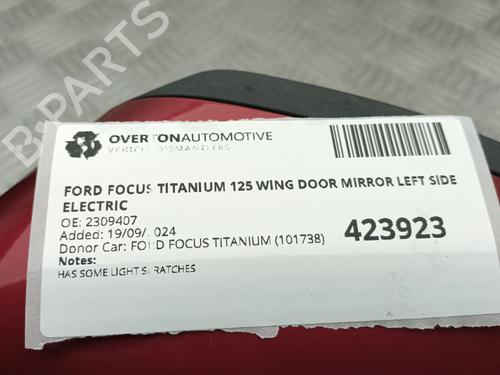 B-PARTS
OVERTONAUTOMOTIVE
VEHICLE DISMANTLERS
FORD FOCUS TITANIUM 125 WING DOOR MIRROR LEFT SIDE
ELECTRIC
OE: 2309407
Added: 19/09/2024
Donor Car: FORD FOCUS TITANIUM (101738)
423923
Notes:
HAS SOME LIGHT SCRATCHES